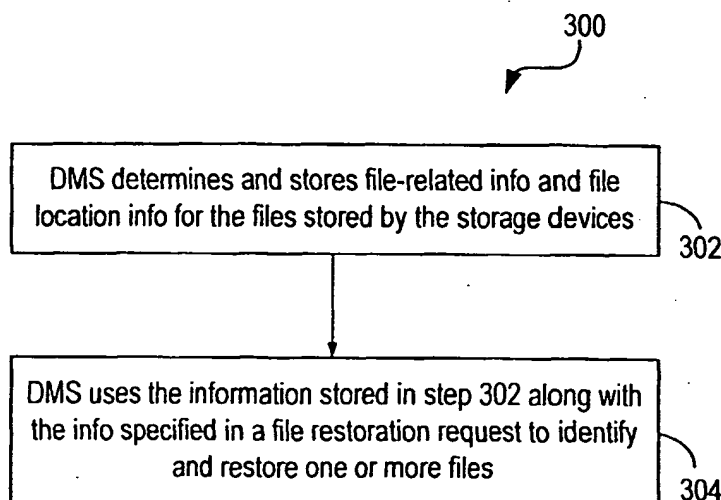 300
DMS determines and stores file-related info and file
location info for the files stored by the storage devices
302
DMS uses the information stored in step 302 along with
the info specified in a file restoration request to identify
and restore one or more files
304